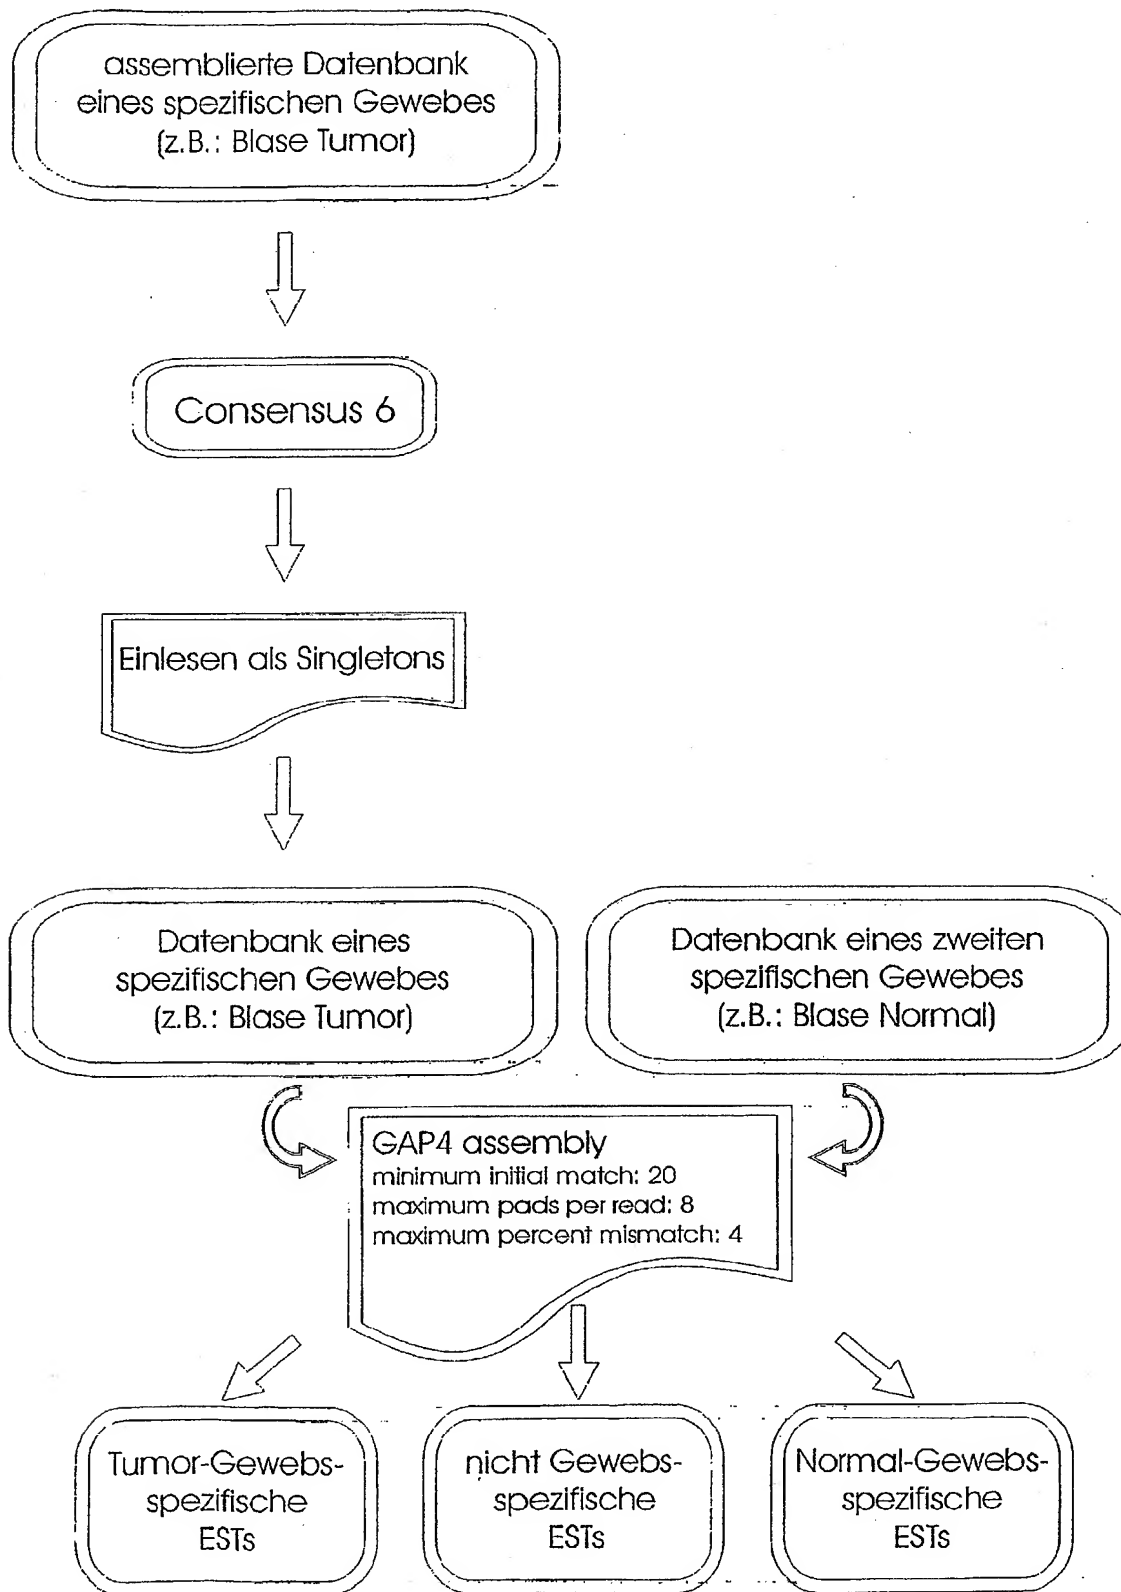 assemblierte Datenbank
eines spezifischen Gewebes
(z.B.: Blase Tumor)
Consensus 6
Einlesen als Singletons
Datenbank eines
spezifischen Gewebes
(z.B.: Blase Tumor)
Datenbank eines zweiten
spezifischen Gewebes
(z.B.: Blase Normal)
GAP4 assembly
minimum initial match: 20
maximum pads per read: 8
maximum percent mismatch: 4
Tumor-Gewebs-
spezifische
ESTs
nicht Gewebs-
spezifische
ESTs
Normal-Gewebs-
spezifische
ESTs